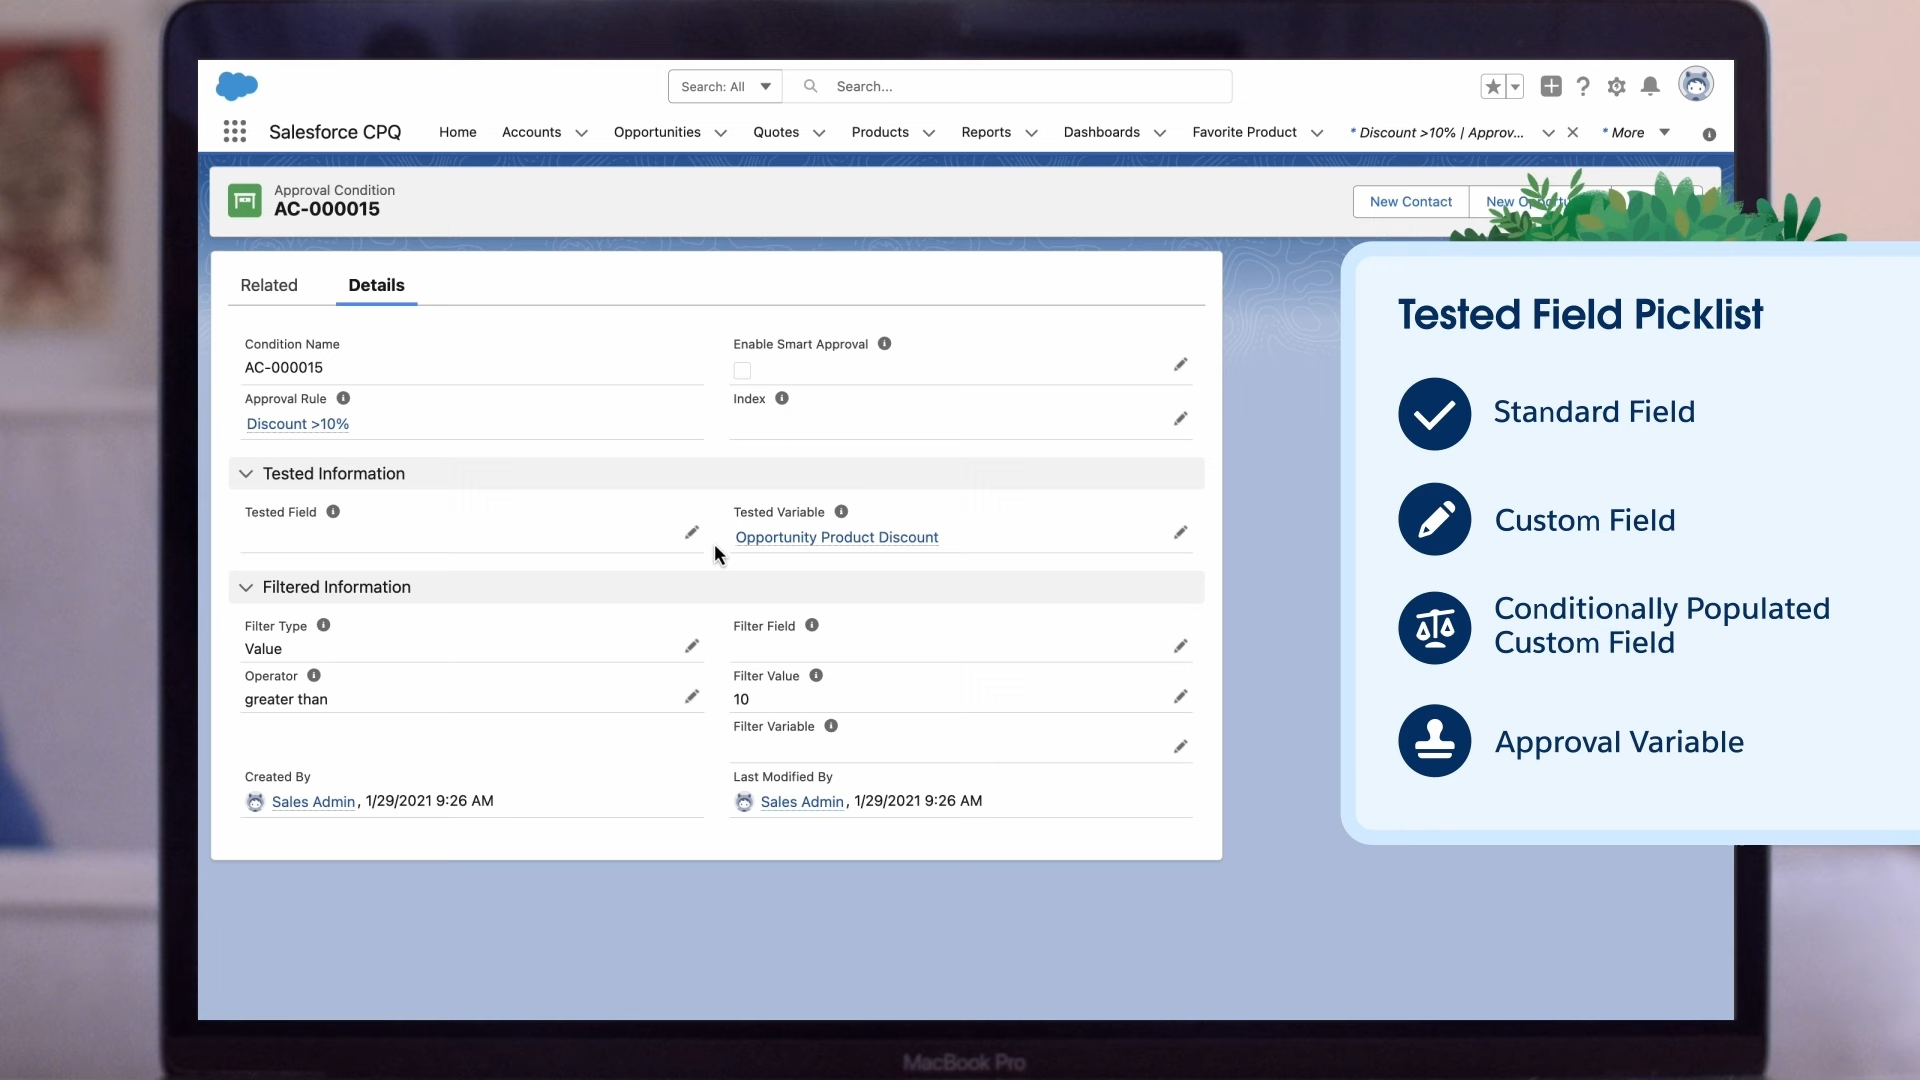 Search: All
Search...
Salesforce CPQ
Home
Accounts
Opportunities
Quotes
Products
Reports
Dashboards
Favorite Product
* Discount >10% | Approv...
* More
Approval Condition
AC-000015
New Contact
New
Related
Details
Condition Name
AC-000015
Enable Smart Approval
Approval Rule
Discount >10%
Index
Tested Information
Tested Field
Tested Variable
Opportunity Product Discount
Filtered Information
Filter Type
Value
Filter Field
Operator
greater than
Filter Value
10
Filter Variable
Created By
Sales Admin, 1/29/2021 9:26 AM
Last Modified By
Sales Admin, 1/29/2021 9:26 AM
Tested Field Picklist
Standard Field
Custom Field
Conditionally Populated
Custom Field
Approval Variable
MacBook Pro